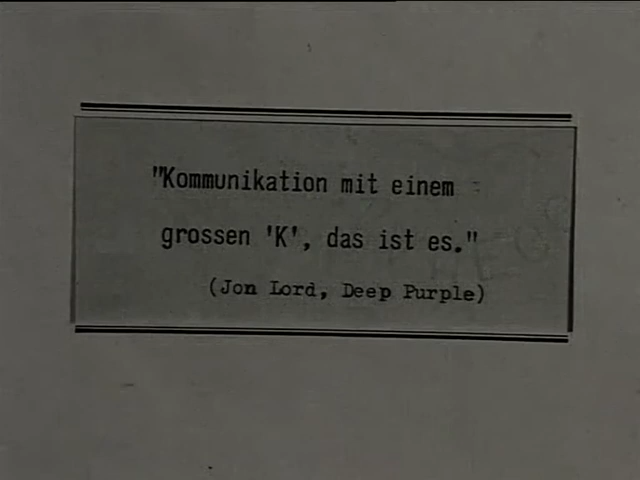 "Kommunikation mit einem
grossen 'K', das ist es."
(Jon Lord, Deep Purple)